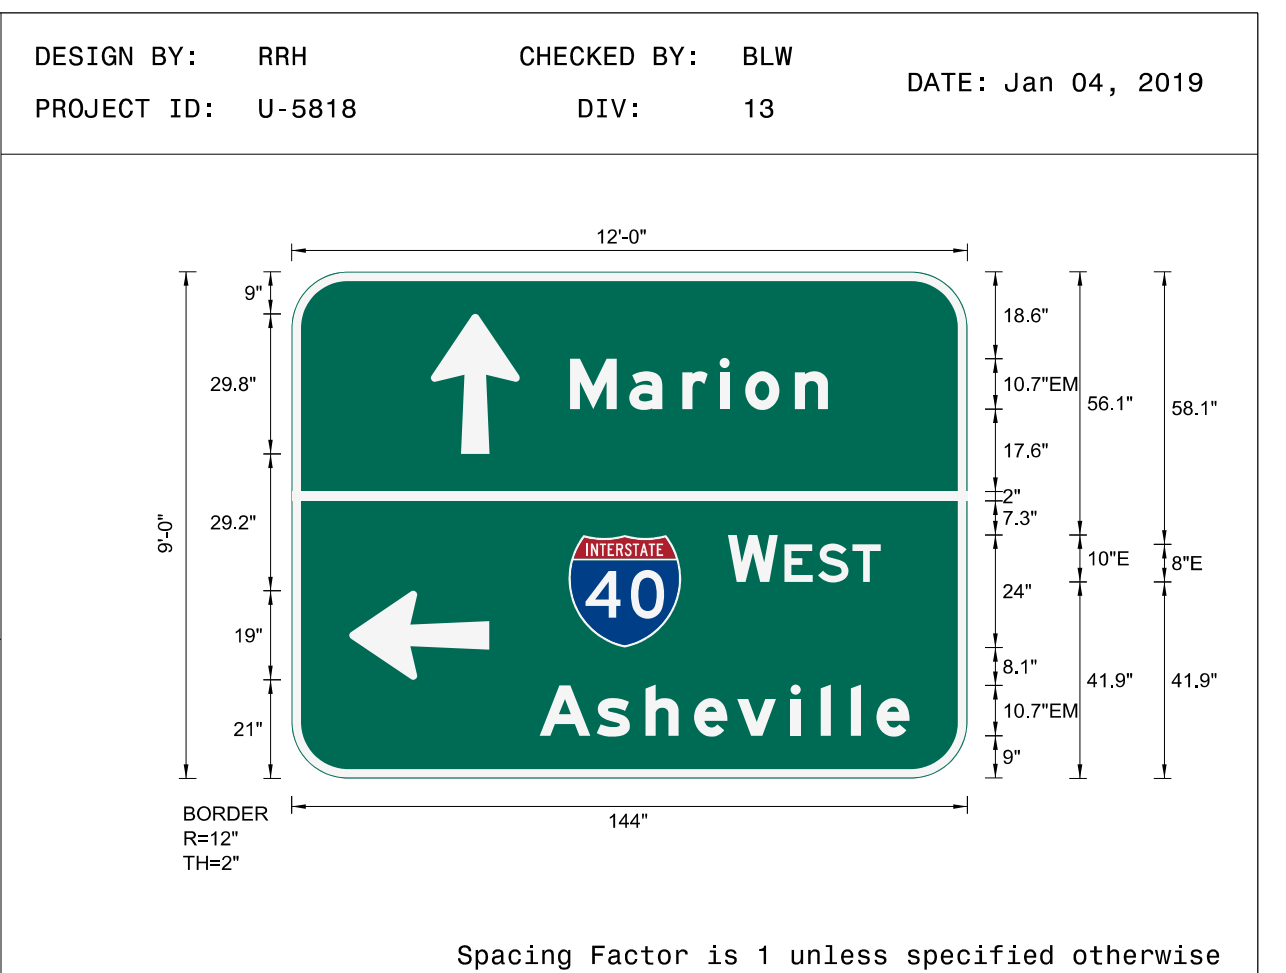 DESIGN BY: RRH CHECKED BY: BLW
DATE: Jan 04, 2019
PROJECT ID: U-5818 DIV: 13
12'-0"
9"
18.6"
29.8"
Marion
10.7"EM
56.1"
58.1"
17.6"
2"
7.3"
29.2"
9'-0"
INTERSTATE
40
WEST
10"E
8"E
24"
19"
8.1"
41.9"
41.9"
21"
Asheville
10.7"EM
9"
144"
BORDER
R=12"
TH=2"
Spacing Factor is 1 unless specified otherwise